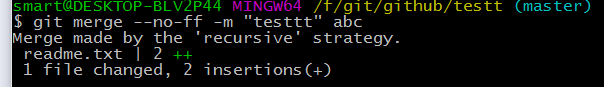 smart@DESKTOP-BLV2P44 MINGW64 /f/git/github/testt (master)
$ git merge --no-ff -m "testtt" abc
Merge made by the 'recursive' strategy.
 readme.txt | 2 ++
 1 file changed, 2 insertions(+)